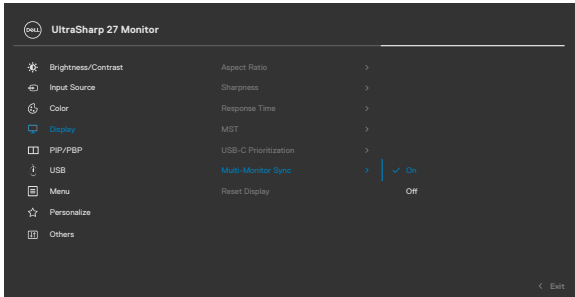 DELL
UltraSharp 27 Monitor
Brightness/Contrast
Input Source
Color
Display
PIP/PBP
USB
Menu
Personalize
Others
Aspect Ratio
Sharpness
Response Time
MST
USB-C Prioritization
Multi-Monitor Sync
Reset Display
On
Off
Exit